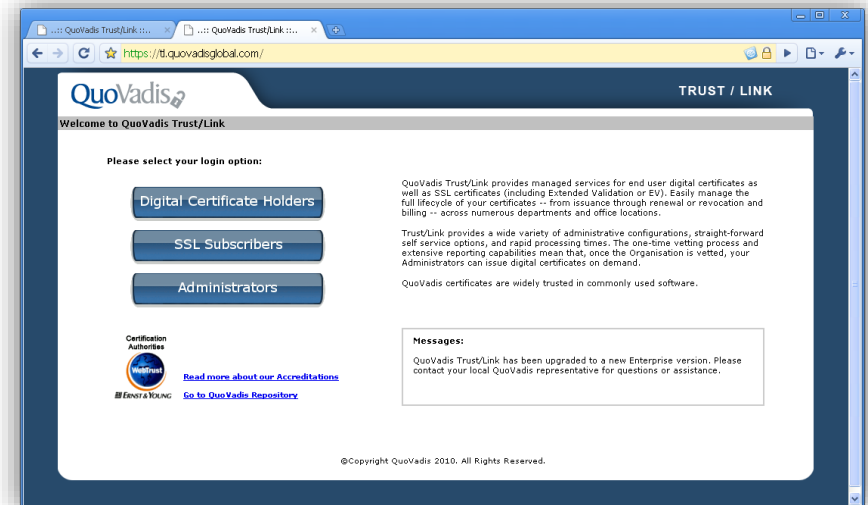 ..:: QuoVadis Trust/Link ::.. ..:: QuoVadis Trust/Link ::..
https://tl.quovadisglobal.com/
QuoVadis
TRUST / LINK
Welcome to QuoVadis Trust/Link
Please select your login option:
Digital Certificate Holders
SSL Subscribers
Administrators
QuoVadis Trust/Link provides managed services for end user digital certificates as
well as SSL certificates (including Extended Validation or EV). Easily manage the
full lifecycle of your certificates -- from issuance through renewal or revocation and
billing -- across numerous departments and office locations.
Trust/Link provides a wide variety of administrative configurations, straight-forward
self service options, and rapid processing times. The one-time vetting process and
extensive reporting capabilities mean that, once the Organisation is vetted, your
Administrators can issue digital certificates on demand.
QuoVadis certificates are widely trusted in commonly used software.
Certification
Authorities
WebTrust
ERNST & YOUNG
Read more about our Accreditations
Go to QuoVadis Repository
Messages:
QuoVadis Trust/Link has been upgraded to a new Enterprise version. Please
contact your local QuoVadis representative for questions or assistance.
©Copyright QuoVadis 2010. All Rights Reserved.